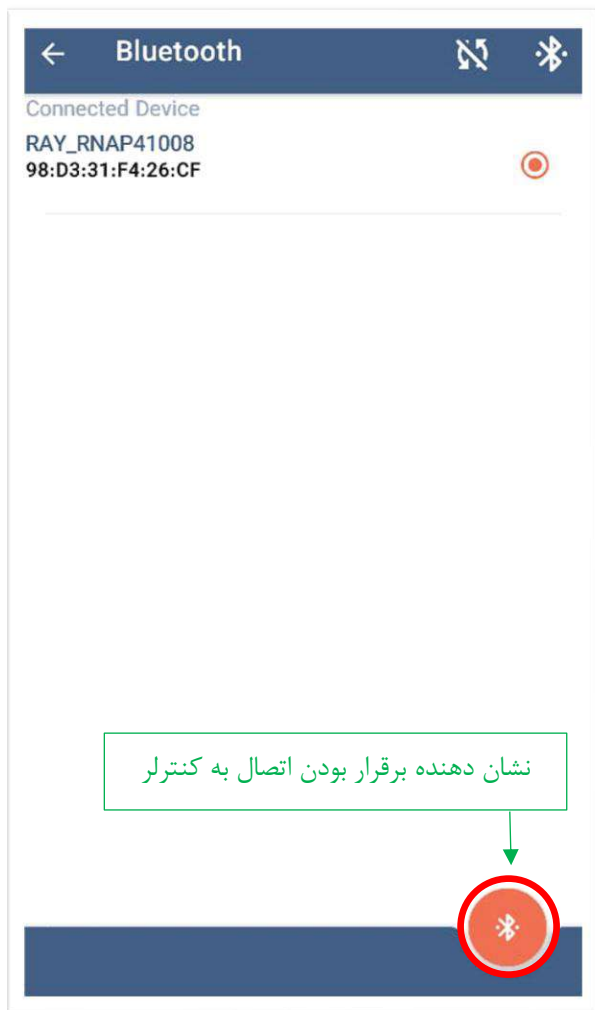 Bluetooth
Connected Device
RAY_RNAP41008
98:D3:31:F4:26:CF
نشان دهنده برقرار بودن اتصال به کنترلر